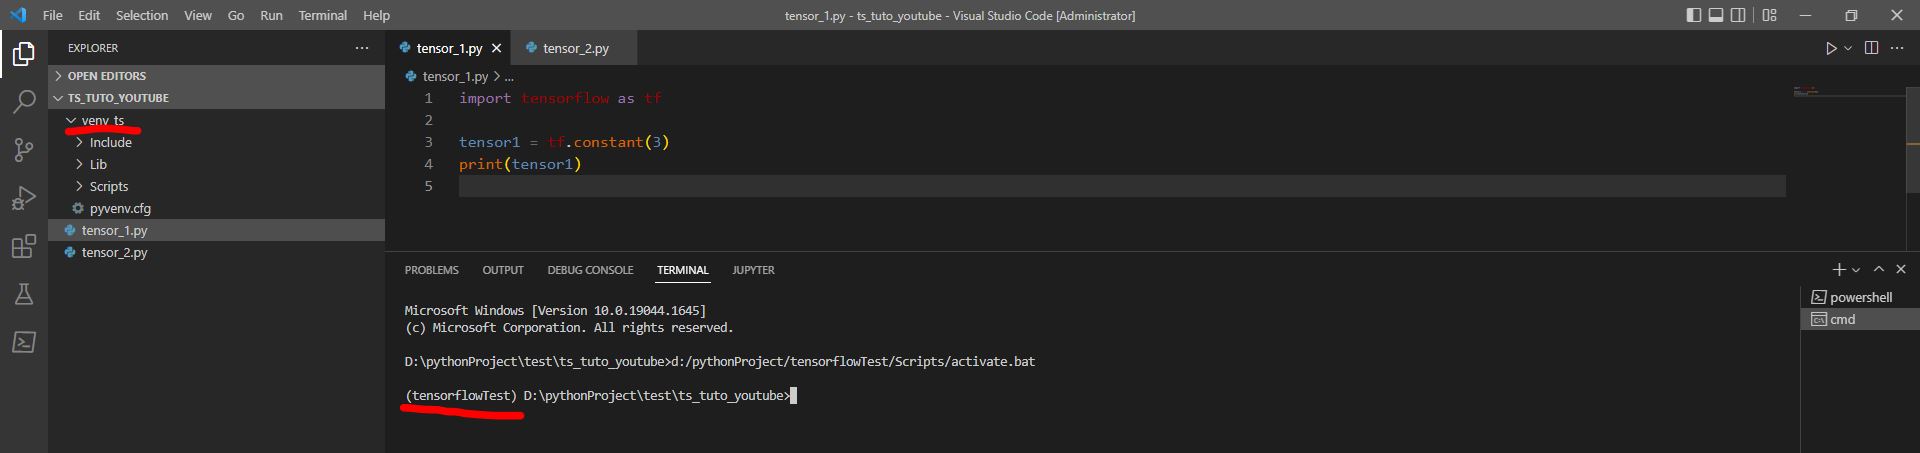 File Edit Selection View Go Run Terminal Help
tensor_1.py - ts_tuto_youtube - Visual Studio Code [Administrator]
EXPLORER
OPEN EDITORS
TS_TUTO_YOUTUBE
venv_ts
Include
Lib
Scripts
pyvenv.cfg
tensor_1.py
tensor_2.py
tensor_1.py
tensor_2.py
tensor_1.py > ...
1 import tensorflow as tf
2
3 tensor1 = tf.constant(3)
4 print(tensor1)
5
PROBLEMS OUTPUT DEBUG CONSOLE TERMINAL JUPYTER
Microsoft Windows [Version 10.0.19044.1645]
(c) Microsoft Corporation. All rights reserved.
D:\pythonProject\test\ts_tuto_youtube>d:/pythonProject/tensorflowTest/Scripts/activate.bat
(tensorflowTest) D:\pythonProject\test\ts_tuto_youtube>
powershell
cmd